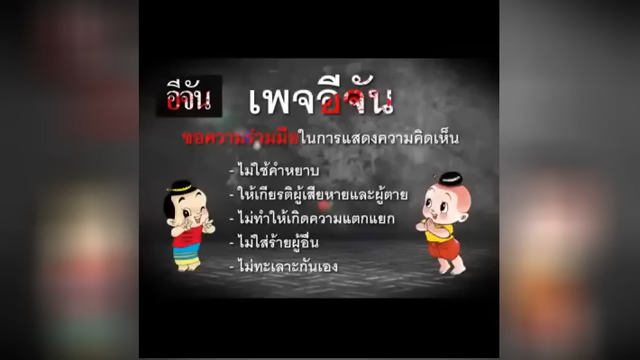 อีจัน
เพจอีจัน
ขอความร่วมมือในการแสดงความคิดเห็น
- ไม่ใช้คำหยาบ
- ให้เกียรติผู้เสียหายและผู้ตาย
- ไม่ทำให้เกิดความแตกแยก
- ไม่ใส่ร้ายผู้อื่น
- ไม่ทะเลาะกันเอง